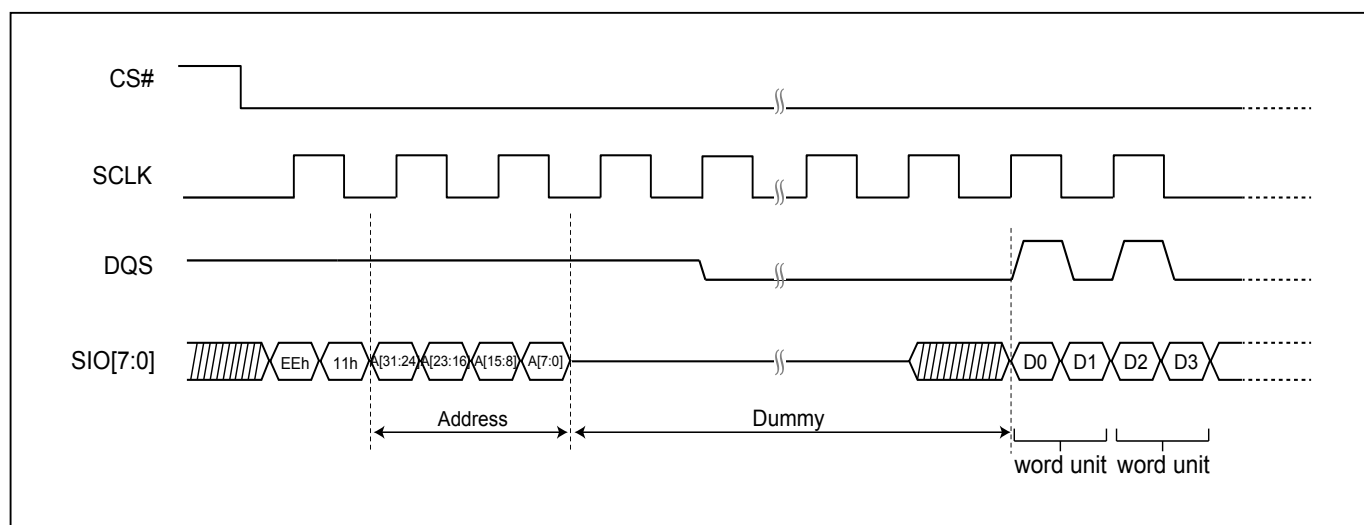 CS#
SCLK
DQS
SIO[7:0]
EEh 11h A[31:24] A[23:16] A[15:8] A[7:0] D0 D1 D2 D3
Address Dummy
word unit word unit